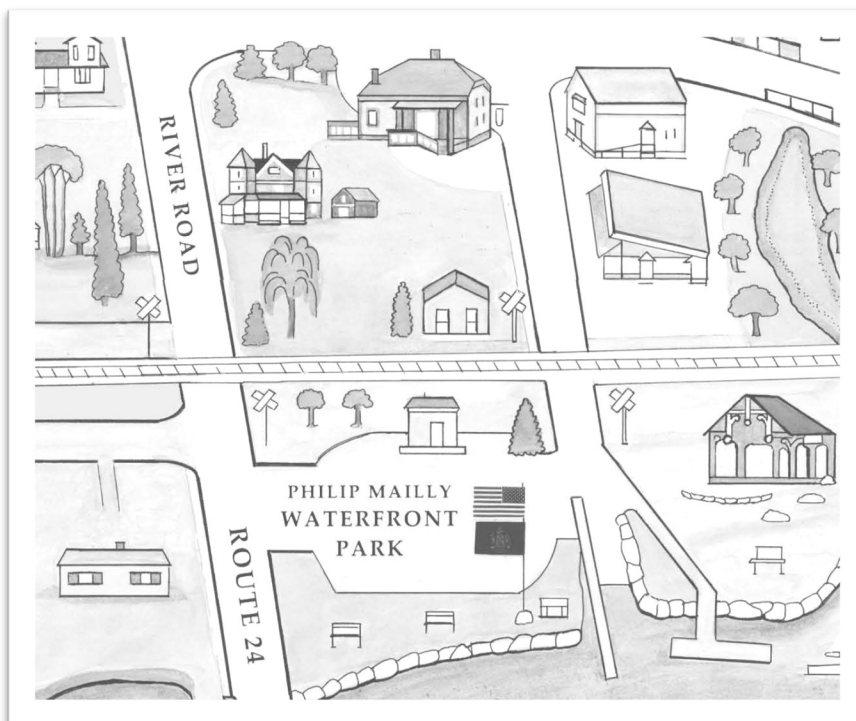 RIVER ROAD
PHILIP MAILLY
WATERFRONT
PARK
ROUTE 24